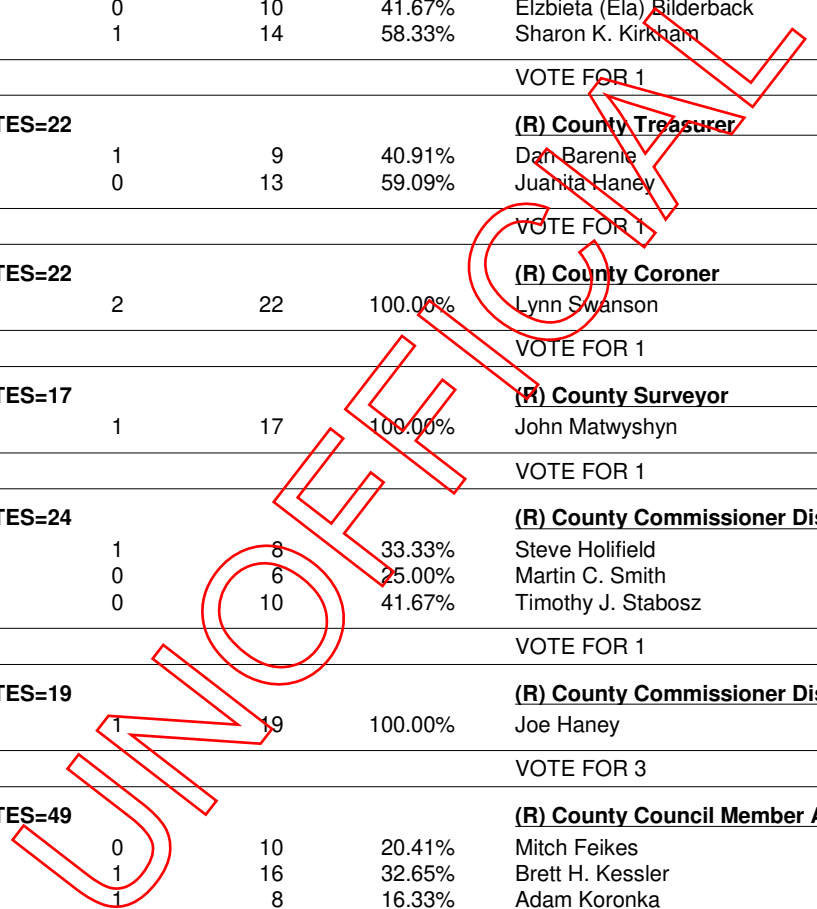 0 10 41.67% Elzbieta (Ela) Bilderback
1 14 58.33% Sharon K. Kirkham
VOTE FOR 1
TES=22 (R) County Treasurer
1 9 40.91% Dan Barenie
0 13 59.09% Juanita Haney
VOTE FOR 1
TES=22 (R) County Coroner
2 22 100.00% Lynn Swanson
VOTE FOR 1
TES=17 (R) County Surveyor
1 17 100.00% John Matwyshyn
VOTE FOR 1
TES=24 (R) County Commissioner Dis
1 8 33.33% Steve Holifield
0 6 25.00% Martin C. Smith
0 10 41.67% Timothy J. Stabosz
VOTE FOR 1
TES=19 (R) County Commissioner Dis
1 19 100.00% Joe Haney
VOTE FOR 3
TES=49 (R) County Council Member A
0 10 20.41% Mitch Feikes
1 16 32.65% Brett H. Kessler
1 8 16.33% Adam Koronka
UNOFFICIAL